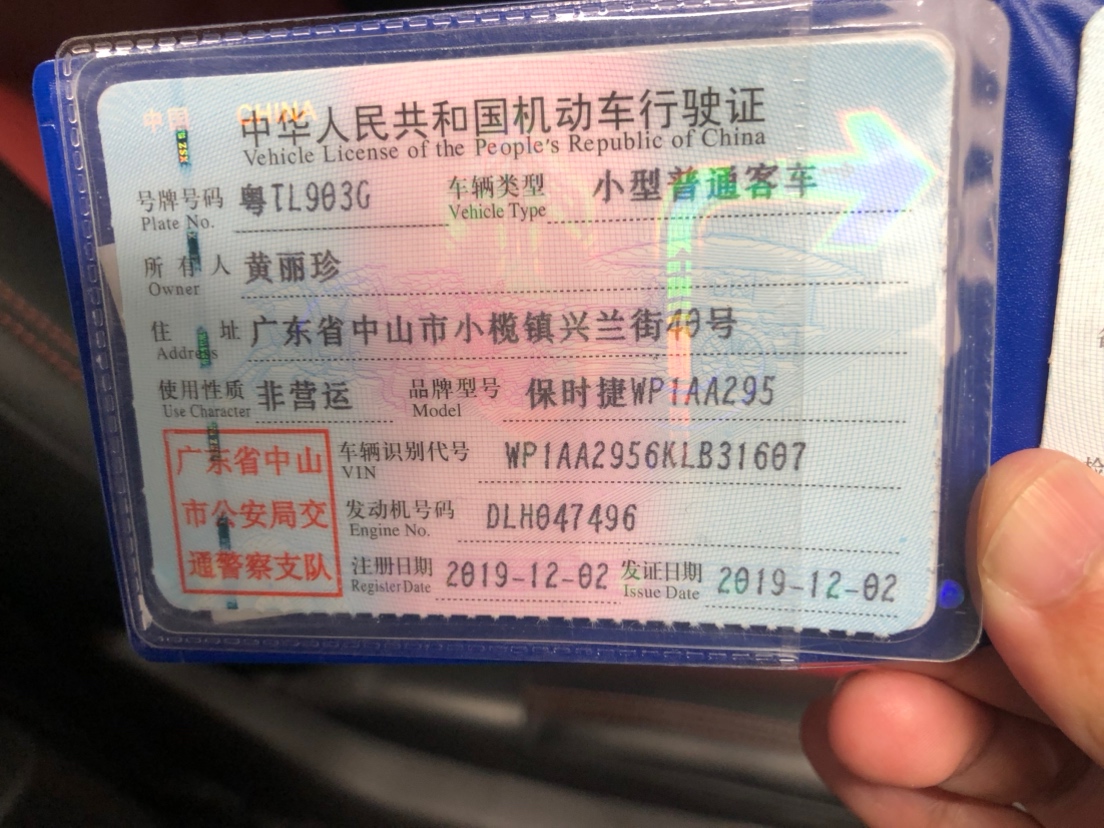 中国 CHINA
中华人民共和国机动车行驶证
Vehicle License of the People's Republic of China
号牌号码 粤TL903G 车辆类型 小型普通客车
Plate No. Vehicle Type
所有人 黄丽珍
Owner
住址 广东省中山市小榄镇兴兰街40号
Address
使用性质 非营运 品牌型号 保时捷WP1AA295
Use Character Model
广东省中山
市公安局交
通警察支队
车辆识别代号 WP1AA2956KLB31607
VIN
发动机号码 DLH047496
Engine No.
注册日期 2019-12-02 发证日期 2019-12-02
Register Date Issue Date